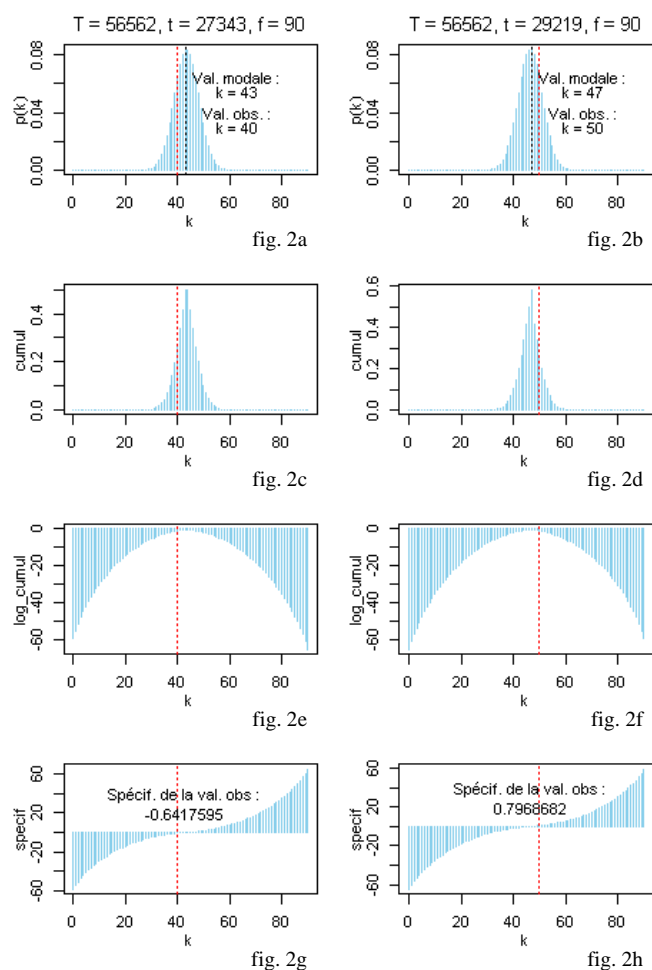 T = 56562, t = 27343, f = 90
T = 56562, t = 29219, f = 90
p(k)
0.00
0.04
0.08
Val. modale :
k = 43
Val. obs. :
k = 40
0 20 40 60 80
k
fig. 2a
p(k)
0.00
0.04
0.08
Val. modale :
k = 47
Val. obs. :
k = 50
0 20 40 60 80
k
fig. 2b
cumul
0.0
0.2
0.4
0 20 40 60 80
k
fig. 2c
cumul
0.0
0.2
0.4
0.6
0 20 40 60 80
k
fig. 2d
log_cumul
0
-20
-40
-60
0 20 40 60 80
k
fig. 2e
log_cumul
0
-20
-40
-60
0 20 40 60 80
k
fig. 2f
specif
60
20
-20
-60
Spécif. de la val. obs :
-0.6417595
0 20 40 60 80
k
fig. 2g
specif
60
20
-20
-60
Spécif. de la val. obs :
0.7968682
0 20 40 60 80
k
fig. 2h